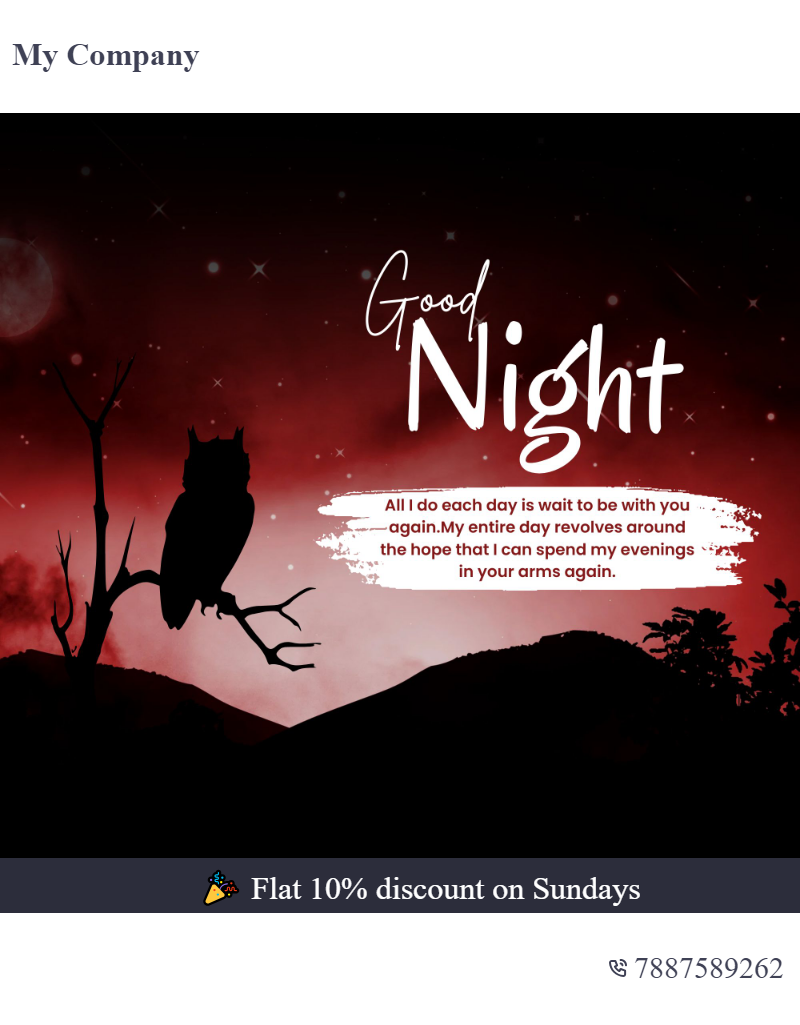 My Company
Good
Night
All I do each day is wait to be with you
again.My entire day revolves around
the hope that I can spend my evenings
in your arms again.
Flat 10% discount on Sundays
7887589262